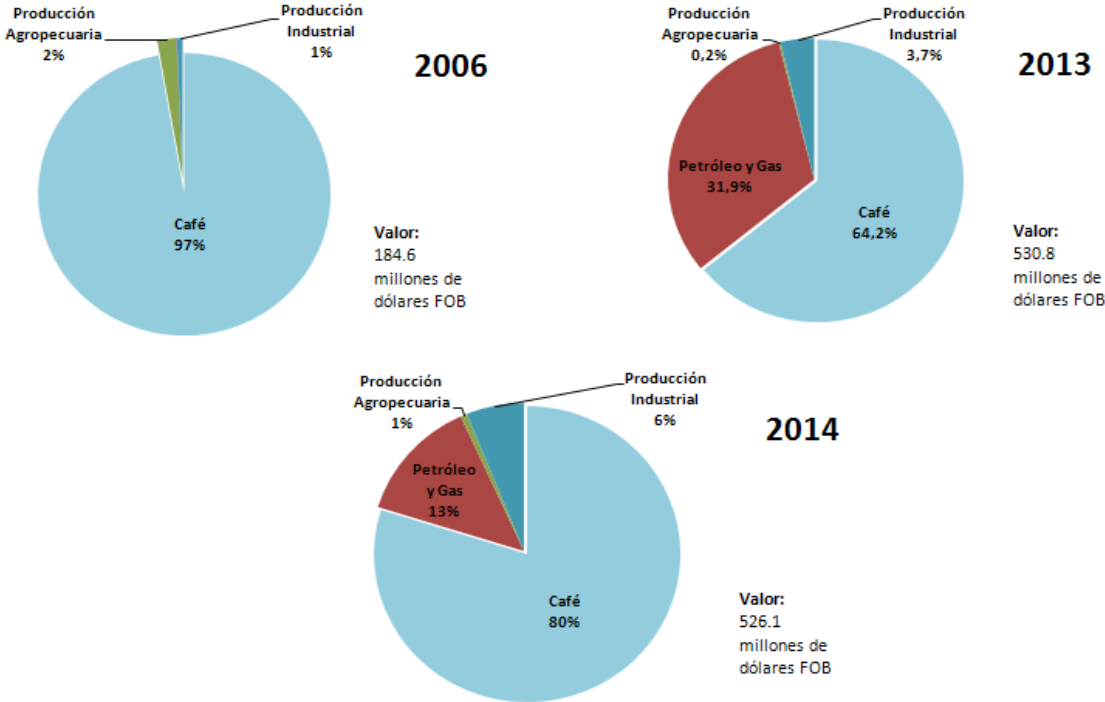 Producción
Agropecuaria
2%
Producción
Industrial
1%
2006
Café
97%
Valor:
184.6
millones de
dólares FOB
Producción
Agropecuaria
0,2%
Producción
Industrial
3,7%
2013
Petróleo y Gas
31,9%
Café
64,2%
Valor:
530.8
millones de
dólares FOB
Producción
Agropecuaria
1%
Producción
Industrial
6%
2014
Petróleo
y Gas
13%
Café
80%
Valor:
526.1
millones de
dólares FOB